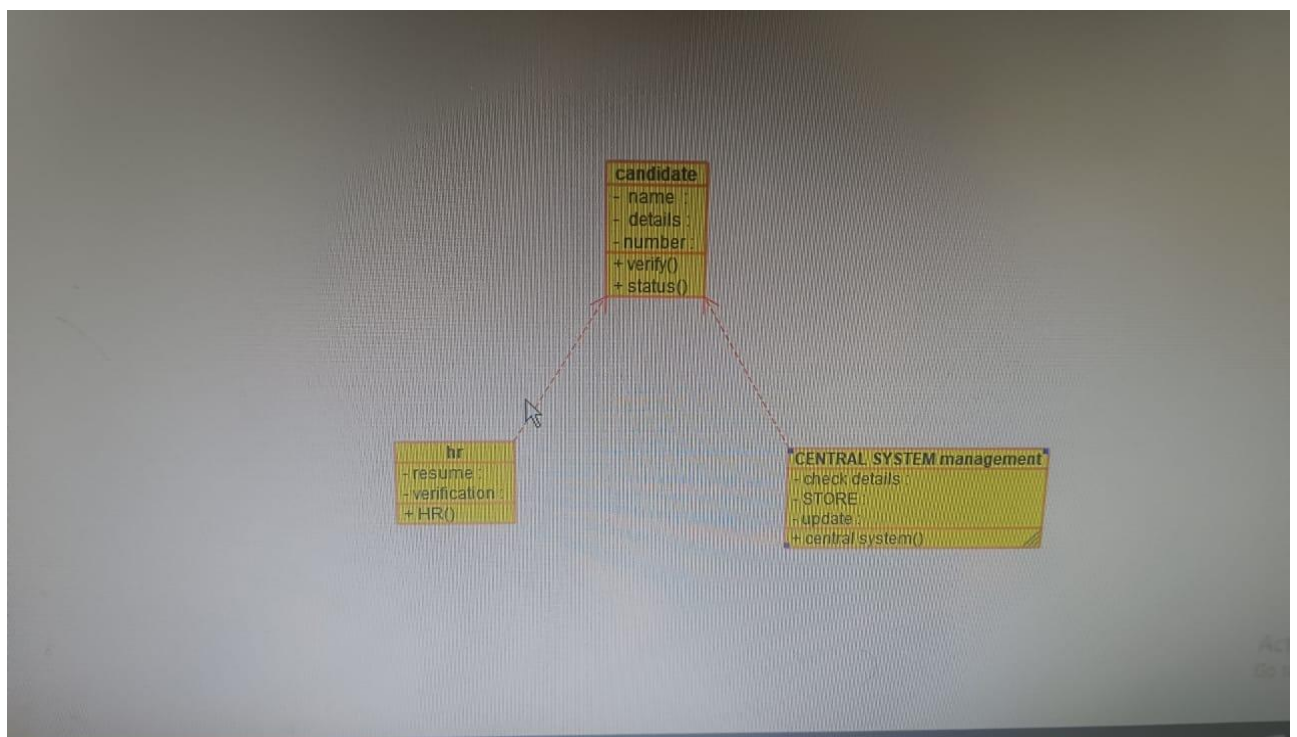 candidate
- name :
- details :
- number :
+ verify()
+ status()
hr
- resume :
- verification :
+ HR()
CENTRAL SYSTEM management
- check details :
- STORE :
- update :
+ central system()